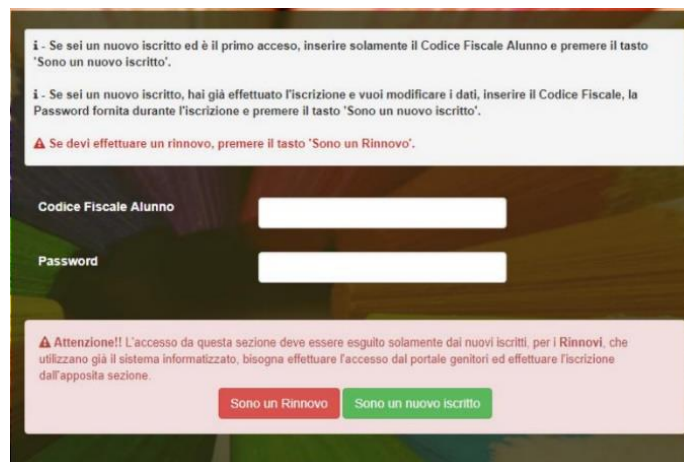 i - Se sei un nuovo iscritto ed è il primo accesso, inserire solamente il Codice Fiscale Alunno e premere il tasto
'Sono un nuovo iscritto'.
i - Se sei un nuovo iscritto, hai già effettuato l'iscrizione e vuoi modificare i dati, inserire il Codice Fiscale, la
Password fornita durante l'iscrizione e premere il tasto 'Sono un nuovo iscritto'.
Se devi effettuare un rinnovo, premere il tasto 'Sono un Rinnovo'.
Codice Fiscale Alunno
Password
Attenzione!! L'accesso da questa sezione deve essere esguito solamente dai nuovi iscritti, per i Rinnovi, che
utilizzano già il sistema informatizzato, bisogna effettuare l'accesso dal portale genitori ed effettuare l'iscrizione
dall'apposita sezione.
Sono un Rinnovo
Sono un nuovo iscritto